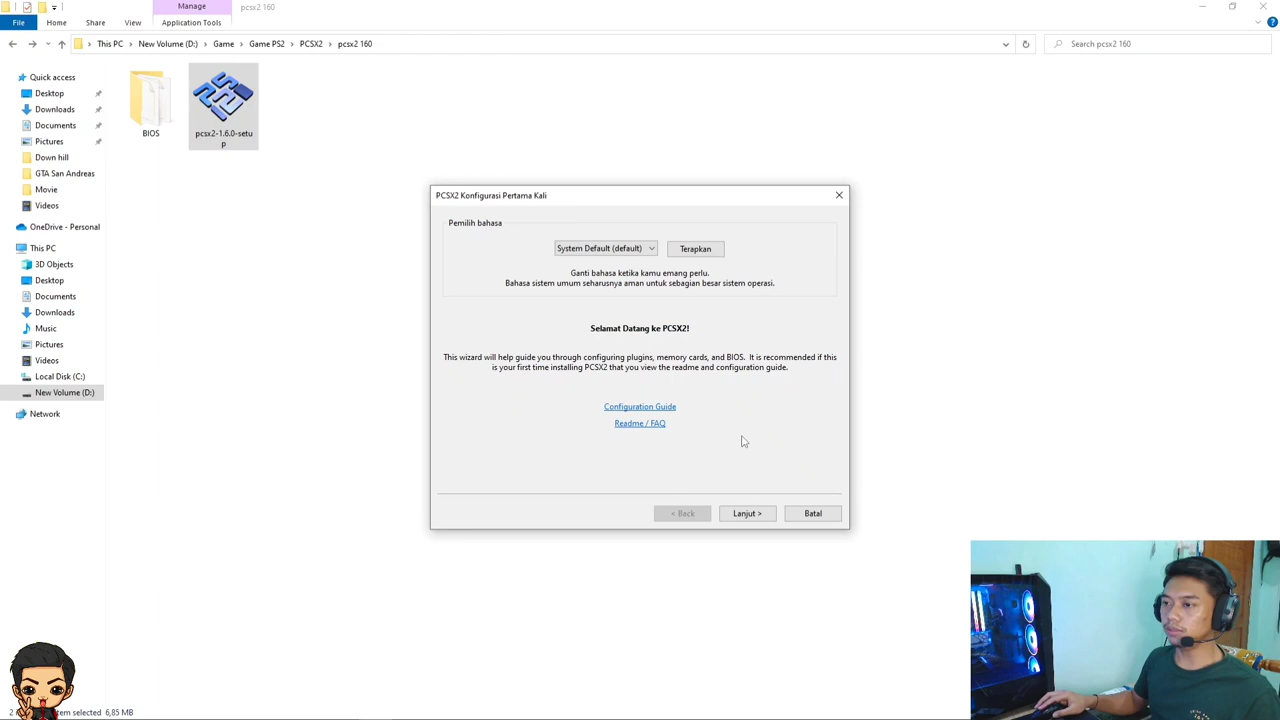 Manage
pcsx2 160
File
Home
Share
View
Application Tools
This PC
New Volume (D:)
Game
Game PS2
PCSX2
pcsx2 160
Search pcsx2 160
Quick access
Desktop
Downloads
Documents
Pictures
Down hill
GTA San Andreas
Movie
Videos
OneDrive - Personal
This PC
3D Objects
Desktop
Documents
Downloads
Music
Pictures
Videos
Local Disk (C:)
New Volume (D:)
Network
BIOS
pcsx2-1.6.0-setu
p
PCSX2 Konfigurasi Pertama Kali
Pemilih bahasa
System Default (default)
Terapkan
Ganti bahasa ketika kamu emang perlu.
Bahasa sistem umum seharusnya aman untuk sebagian besar sistem operasi.
Selamat Datang ke PCSX2!
This wizard will help guide you through configuring plugins, memory cards, and BIOS. It is recommended if this
is your first time installing PCSX2 that you view the readme and configuration guide.
Configuration Guide
Readme / FAQ
< Back
Lanjut >
Batal
selected 6,85 MB